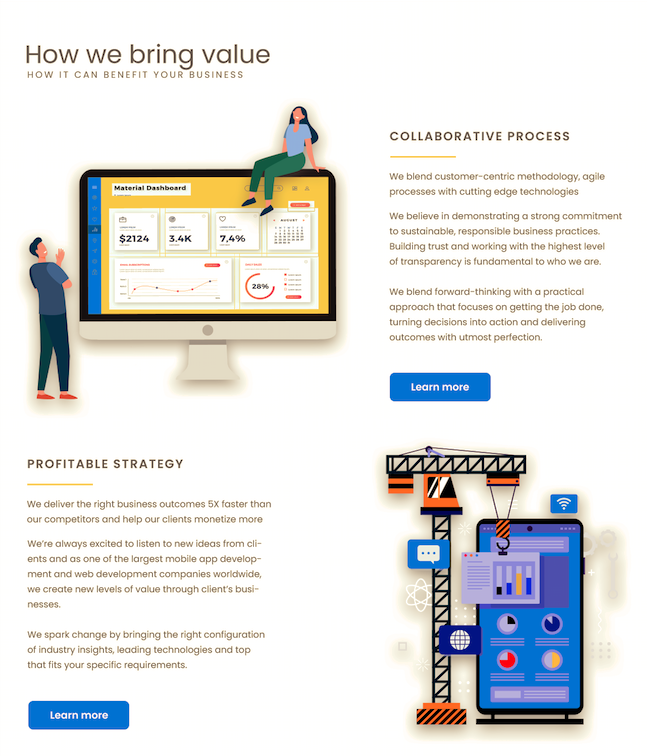 How we bring value
HOW IT CAN BENEFIT YOUR BUSINESS
COLLABORATIVE PROCESS
We blend customer-centric methodology, agile
processes with cutting edge technologies
We believe in demonstrating a strong commitment
to sustainable, responsible business practices.
Building trust and working with the highest level
of transparency is fundamental to who we are.
We blend forward-thinking with a practical
approach that focuses on getting the job done,
turning decisions into action and delivering
outcomes with utmost perfection.
Learn more
Material Dashboard
$2124
3.4K
7,4%
AUGUST
28%
PROFITABLE STRATEGY
We deliver the right business outcomes 5X faster than
our competitors and help our clients monetize more
We're always excited to listen to new ideas from cli-
ents and as one of the largest mobile app develop-
ment and web development companies worldwide,
we create new levels of value through client's busi-
nesses.
We spark change by bringing the right configuration
of industry insights, leading technologies and top
that fits your specific requirements.
Learn more